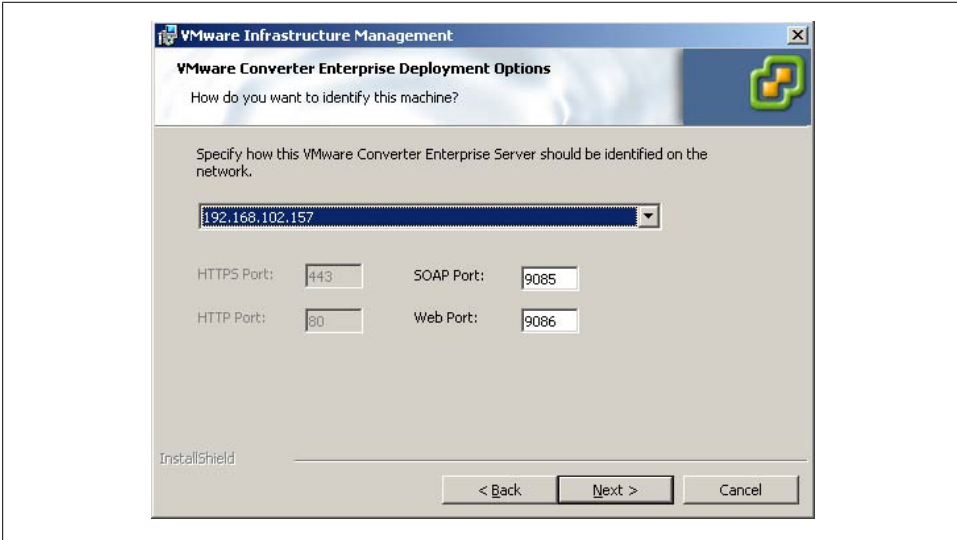 VMware Infrastructure Management
VMware Converter Enterprise Deployment Options
How do you want to identify this machine?
Specify how this VMware Converter Enterprise Server should be identified on the
network.
192.168.102.157
HTTPS Port: 443 SOAP Port: 9085
HTTP Port: 80 Web Port: 9086
InstallShield
< Back Next > Cancel